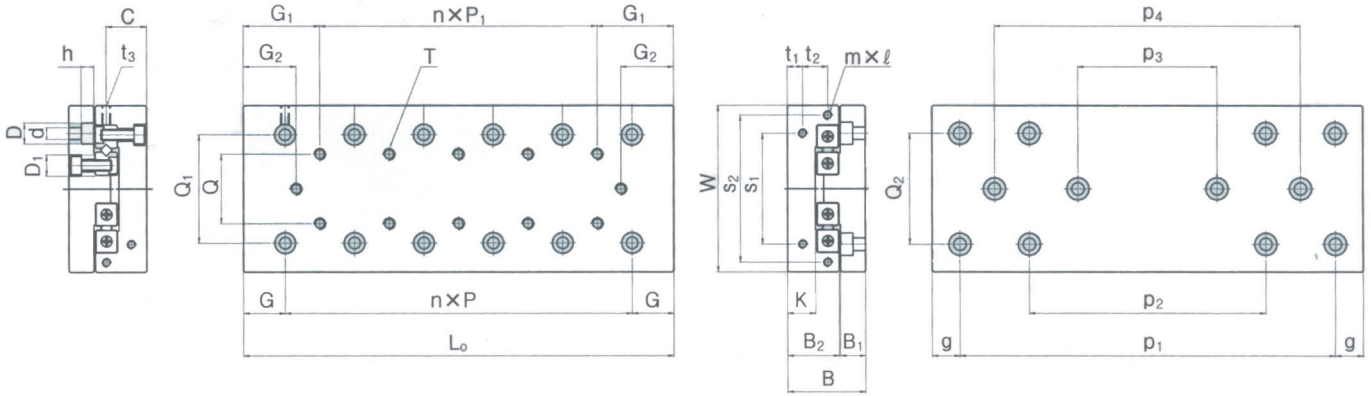 C
h
t₃
D
d
D₁
G₁
n×P₁
G₁
G₂
T
G₂
Q₁
Q
G
n×P
G
L₀
t₁
t₂
m×ℓ
W
S₂
S₁
K
B₂
B₁
B
p₄
p₃
Q₂
p₂
g
p₁
g